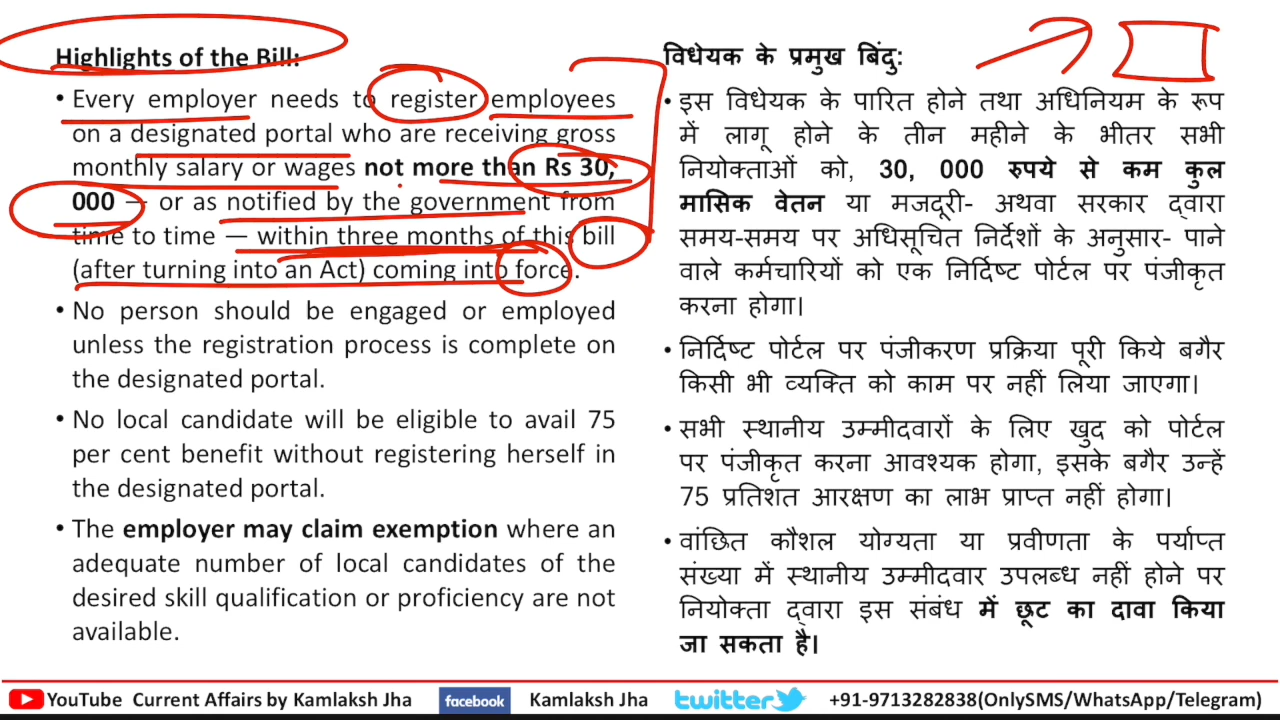 Highlights of the Bill:
• Every employer needs to register employees
on a designated portal who are receiving gross
monthly salary or wages not more than Rs 30,
000 — or as notified by the government from
time to time — within three months of this bill
(after turning into an Act) coming into force.
• No person should be engaged or employed
unless the registration process is complete on
the designated portal.
• No local candidate will be eligible to avail 75
per cent benefit without registering herself in
the designated portal.
• The employer may claim exemption where an
adequate number of local candidates of the
desired skill qualification or proficiency are not
available.
विधेयक के प्रमुख बिंदु:
• इस विधेयक के पारित होने तथा अधिनियम के रूप
में लागू होने के तीन महीने के भीतर सभी
नियोक्ताओं को, 30, 000 रुपये से कम कुल
मासिक वेतन या मजदूरी- अथवा सरकार द्वारा
समय-समय पर अधिसूचित निर्देशों के अनुसार- पाने
वाले कर्मचारियों को एक निर्दिष्ट पोर्टल पर पंजीकृत
करना होगा।
• निर्दिष्ट पोर्टल पर पंजीकरण प्रक्रिया पूरी किये बगैर
किसी भी व्यक्ति को काम पर नहीं लिया जाएगा।
• सभी स्थानीय उम्मीदवारों के लिए खुद को पोर्टल
पर पंजीकृत करना आवश्यक होगा, इसके बगैर उन्हें
75 प्रतिशत आरक्षण का लाभ प्राप्त नहीं होगा।
• वांछित कौशल योग्यता या प्रवीणता के पर्याप्त
संख्या में स्थानीय उम्मीदवार उपलब्ध नहीं होने पर
नियोक्ता द्वारा इस संबंध में छूट का दावा किया
जा सकता है।
YouTube Current Affairs by Kamlaksh Jha facebook Kamlaksh Jha twitter +91-9713282838(OnlySMS/WhatsApp/Telegram)